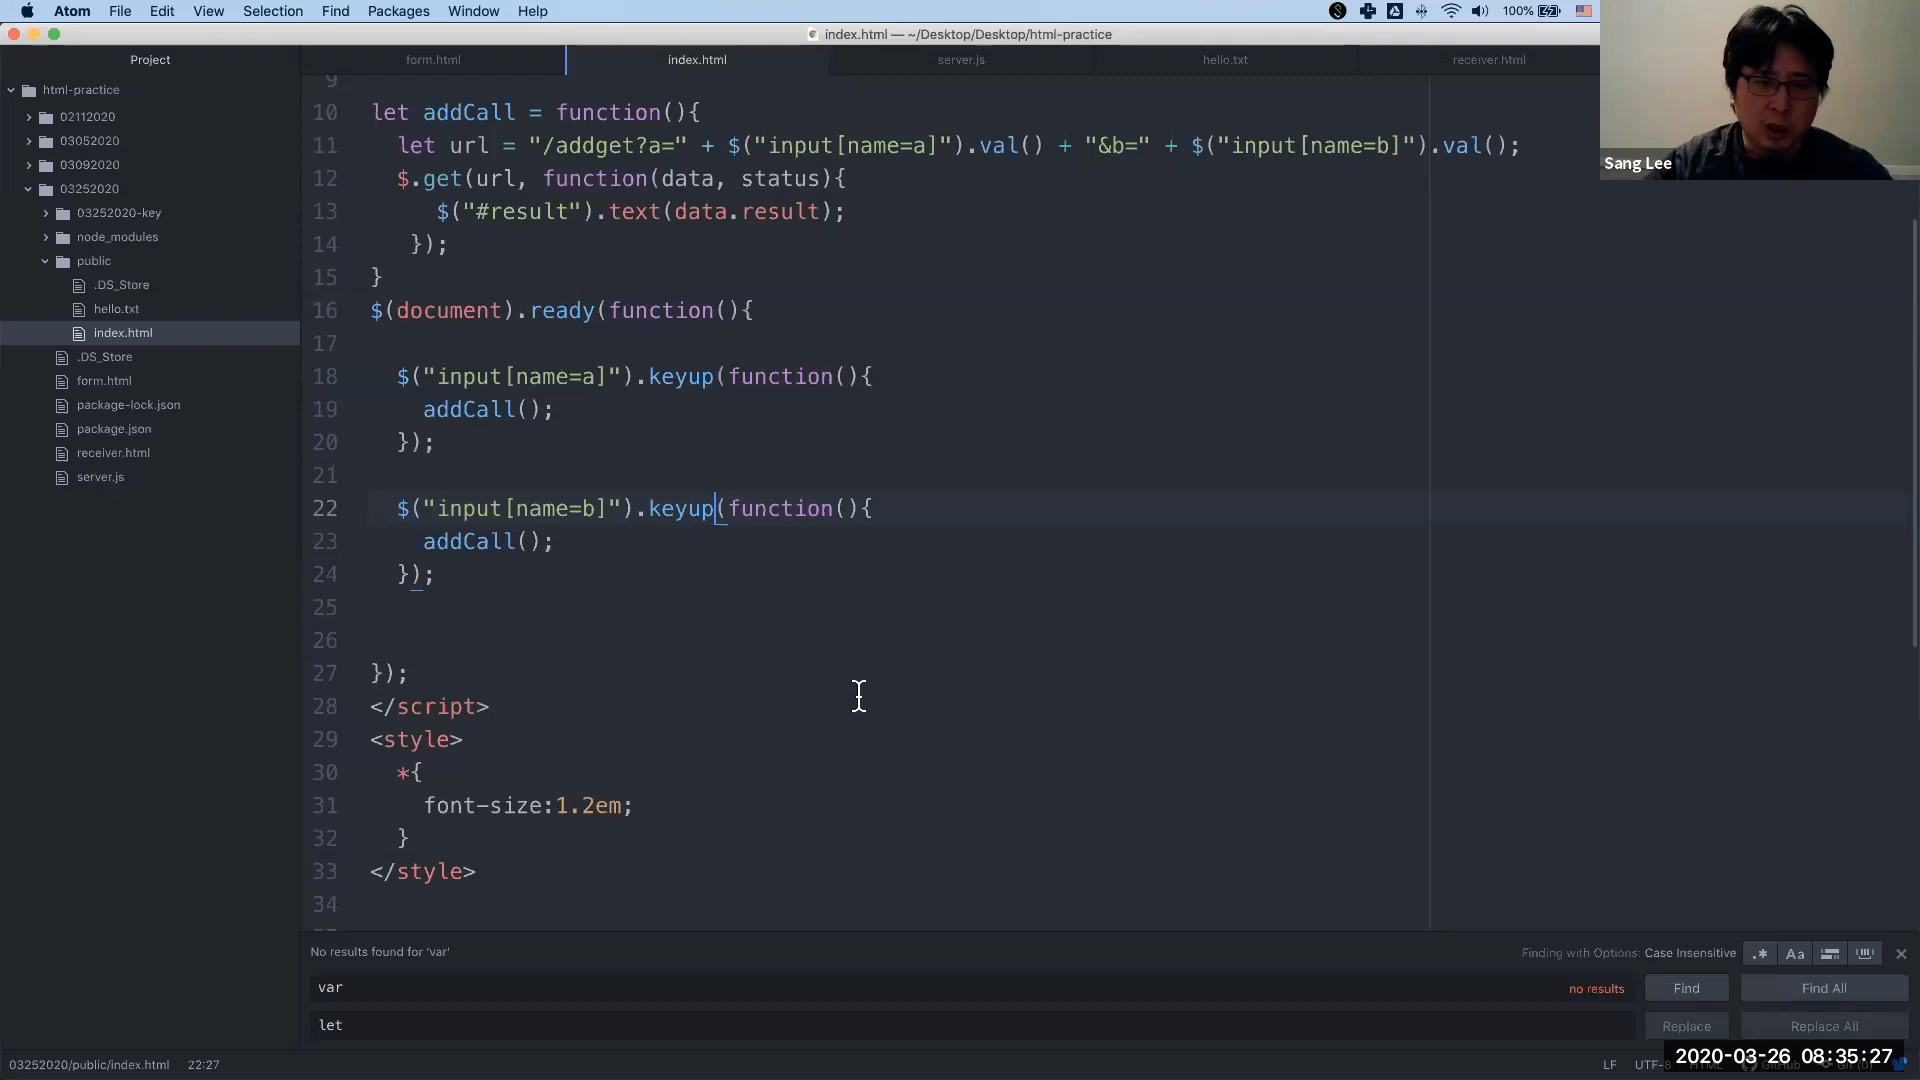 Atom File Edit View Selection Find Packages Window Help
100%
index.html — ~/Desktop/Desktop/html-practice
Project
form.html
index.html
server.js
hello.txt
receiver.html
html-practice
02112020
03052020
03092020
03252020
03252020-key
node_modules
public
.DS_Store
hello.txt
index.html
.DS_Store
form.html
package-lock.json
package.json
receiver.html
server.js
9
10 let addCall = function(){
11 let url = "/addget?a=" + $("input[name=a]").val() + "&b=" + $("input[name=b]").val();
12 $.get(url, function(data, status){
13 $("#result").text(data.result);
14 });
15 }
16 $(document).ready(function(){
17
18 $("input[name=a]").keyup(function(){
19 addCall();
20 });
21
22 $("input[name=b]").keyup(function(){
23 addCall();
24 });
25
26
27 });
28 </script>
29 <style>
30 *{
31 font-size:1.2em;
32 }
33 </style>
34
Sang Lee
No results found for 'var'
Finding with Options: Case Insensitive
.* Aa
var
no results
Find
Find All
let
Replace
Replace All
03252020/public/index.html 22:27
LF
2020-03-26 08:35:27